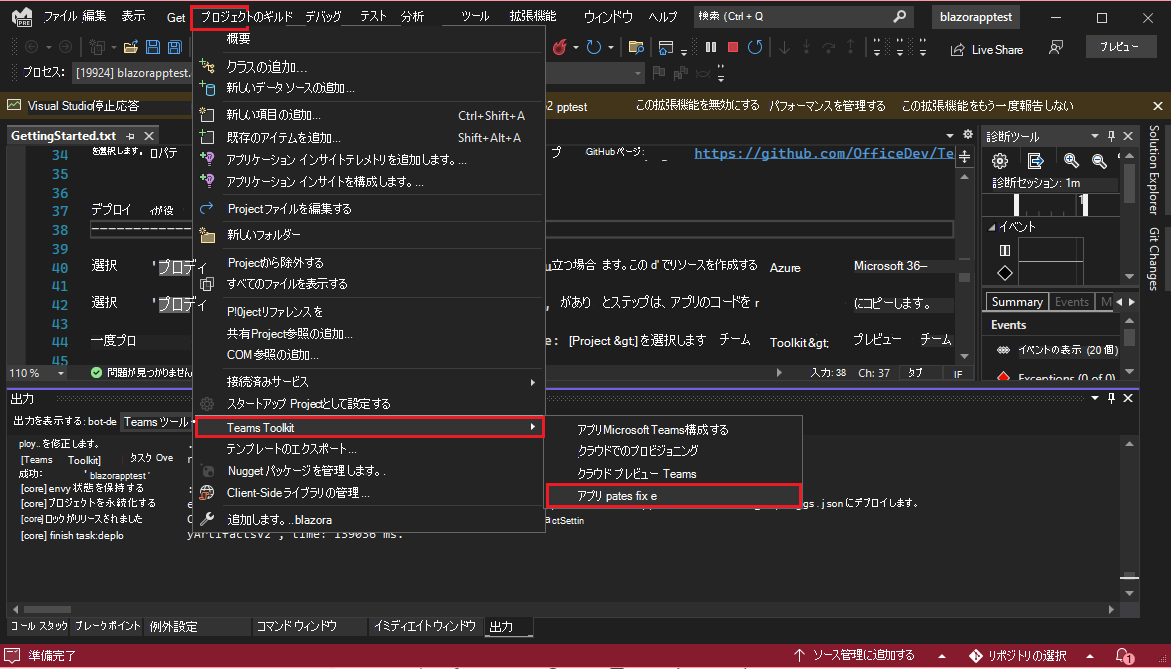 PRE ファイル 編集 表示 Get プロジェクトのギルド デバッグ テスト 分析 ツール 拡張機能 ウィンドウ ヘルプ 検索 (Ctrl + Q blazorapptest
Live Share プレビュー
プロセス: [19924] blazorapptest.
Visual Studio停止応答 2 pptest この拡張機能を無効にする パフォーマンスを管理する この拡張機能をもう一度報告しない
GettingStarted.txt
34 を選択します。 ロパテ プ GitHubページ: https://github.com/OfficeDev/Te
35
36
37 デプロイ ィが役
38 ------------
39
40 選択 'プロディ u立つ場合 ます。この d' でリソースを作成する Azure Microsoft 36–
41
42 選択 'プロディ , があり とステップは、アプリのコードを r にコピーします。
43
44 一度プロ e: [Project &gt;] を選択します チーム Toolkit&gt; プレビュー チーム
45
110 % 問題が見つかりません 入力: 38 Ch: 37 タブ IF
概要
クラスの追加...
新しいデータ ソースの追加...
新しい項目の追加... Ctrl+Shift+A
既存のアイテムを追加... Shift+Alt+A
アプリケーション インサイトテレメトリを追加します。...
アプリケーション インサイトを構成します。...
Projectファイルを編集する
新しいフォルダー
Projectから除外する
すべてのファイルを表示する
P!0jectリファレンスを
共有Project参照の追加...
COM 参照の追加...
接続済みサービス
スタートアップ Projectとして設定する
Teams Toolkit
テンプレートのエクスポート...
Nugget パッケージを管理します。.
Client-Side ライブラリの管理 ...
追加します。..blazora
アプリMicrosoft Teams構成する
クラウドでのプロビジョニング
クラウド プレビュー Teams
アプリ pates fix e
診断ツール
診断セッション: 1m
1
イベント
Summary Events M
Events
イベントの表示 (20 個)
Exceptions (0 of 0)
Solution Explorer
Git Changes
出力
出力を表示する: bot-de Teams ツール
ploy.. を修正します。
[Teams Toolkit] タスク Ove
成功: ' blazorapptest '
[core] envy 状態を保持する :
[core] プロジェクトを永続化する e gs.jsonにデプロイします。
[core]ロックがリリースされました actSettin
[core] finish task:deplo yArtifactsV2 , time: 159056 ms.
コール スタック ブレークポイント 例外設定 コマンド ウィンドウ イミディエイト ウィンドウ 出力
準備完了 ソース管理に追加する リポジトリの選択 1